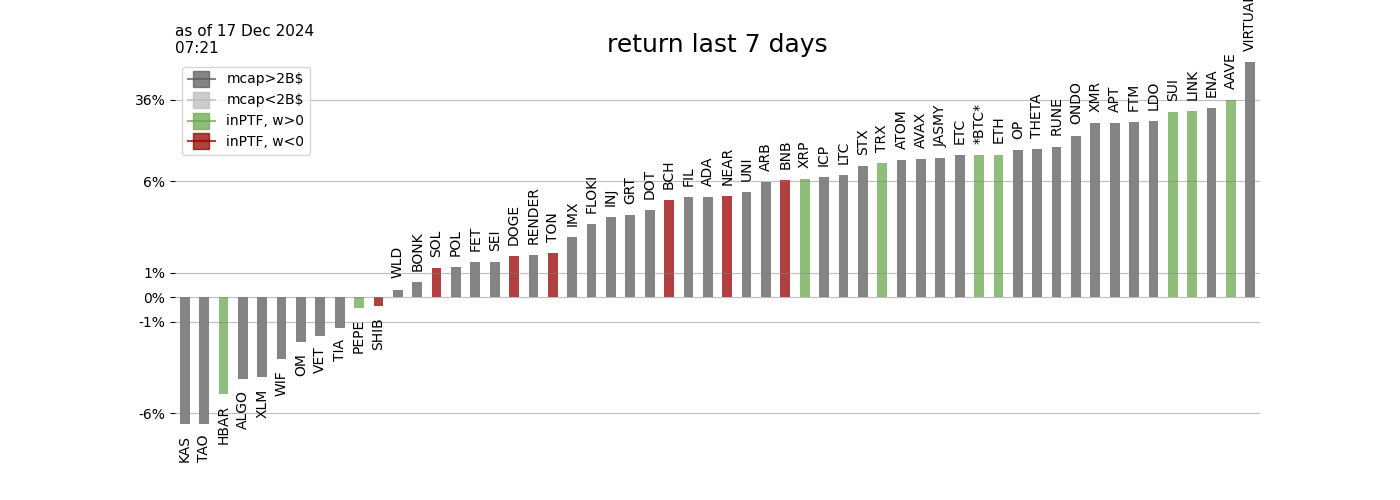 as of 17 Dec 2024
07:21
return last 7 days
mcap>2B$
mcap<2B$
inPTF, w>0
inPTF, w<0
36%
6%
1%
0%
-1%
-6%
KAS
TAO
HBAR
ALGO
XLM
WIF
OM
VET
TIA
PEPE
SHIB
WLD
BONK
SOL
POL
FET
SEI
DOGE
RENDER
TON
IMX
FLOKI
INJ
GRT
DOT
BCH
FIL
ADA
NEAR
UNI
ARB
BNB
XRP
ICP
LTC
STX
TRX
ATOM
AVAX
JASMY
ETC
*BTC*
ETH
OP
THETA
RUNE
ONDO
XMR
APT
FTM
LDO
SUI
LINK
ENA
AAVE
VIRTUAL